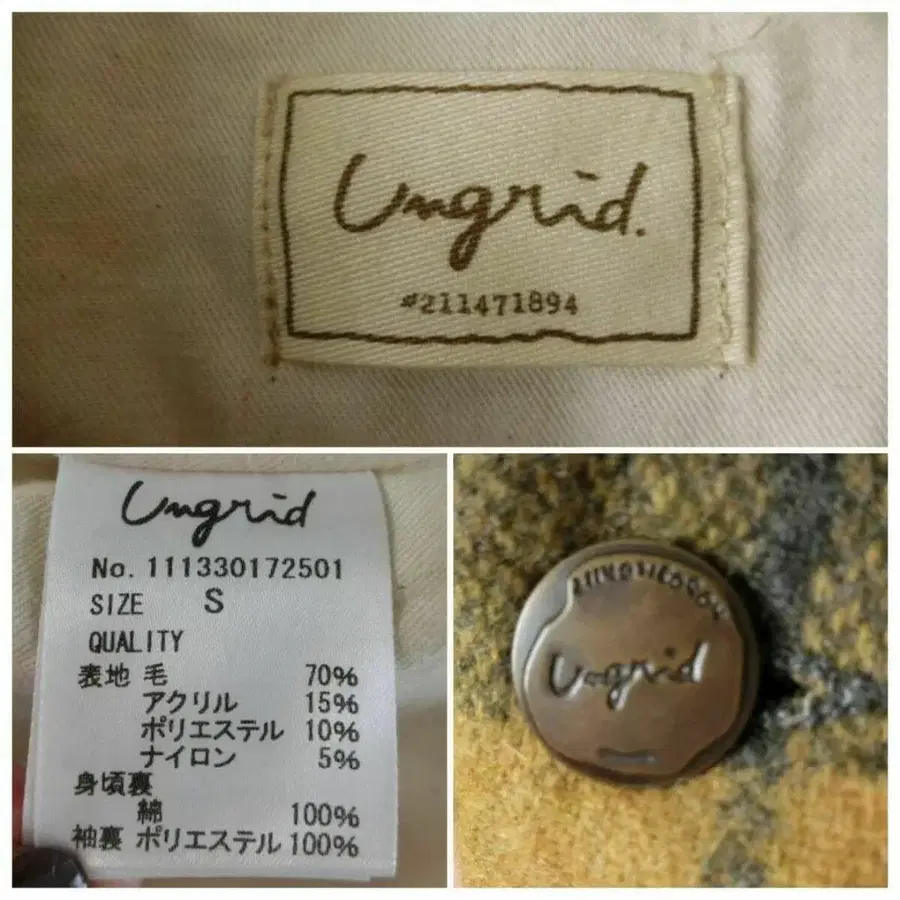 Ungrid.
#211471894
Ungrid
No. 111330172501
SIZE S
QUALITY
表地 毛 70%
アクリル 15%
ポリエステル 10%
ナイロン 5%
身頃裏
綿 100%
袖裏 ポリエステル 100%
Ungrid